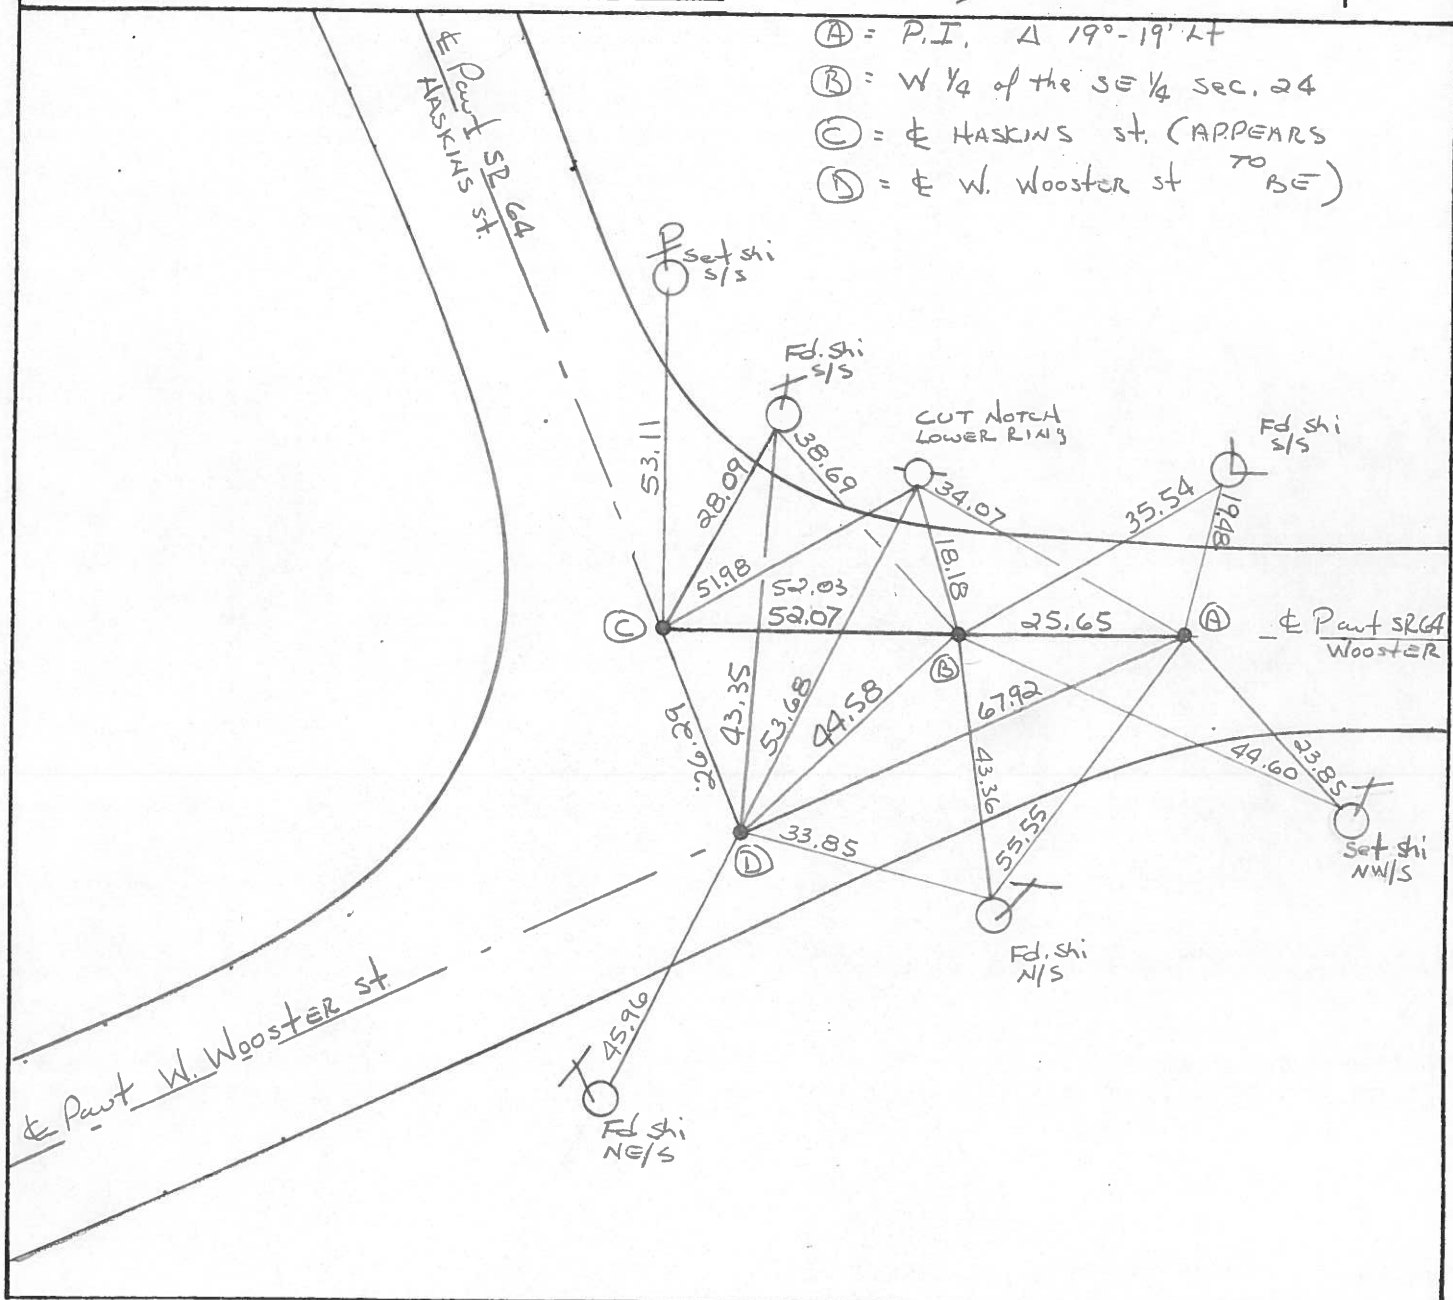 Ⓐ = P.I. Δ 19°-19' Lt
Ⓑ = W 1/4 of the SE 1/4 Sec. 24
Ⓒ = ℄ HASKINS st. (APPEARS
TO BE)
Ⓓ = ℄ W. Wooster st
℄ Pavt SR 64
HASKINS st.
Set shi
S/S
Fd. shi
S/S
CUT NOTCH
LOWER RING
Fd shi
S/S
53.11
28.09
38.69
34.07
35.54
19.48
51.98
18.18
52.03
52.07
25.65
Ⓒ
Ⓑ
Ⓐ
℄ Pavt SR64
Wooster
26.39
43.35
53.68
44.58
67.92
43.36
44.60
23.85
33.85
55.55
Ⓓ
Set shi
NW/S
Fd. shi
N/S
℄ Pavt W. Wooster st.
45.96
Fd shi
NE/S